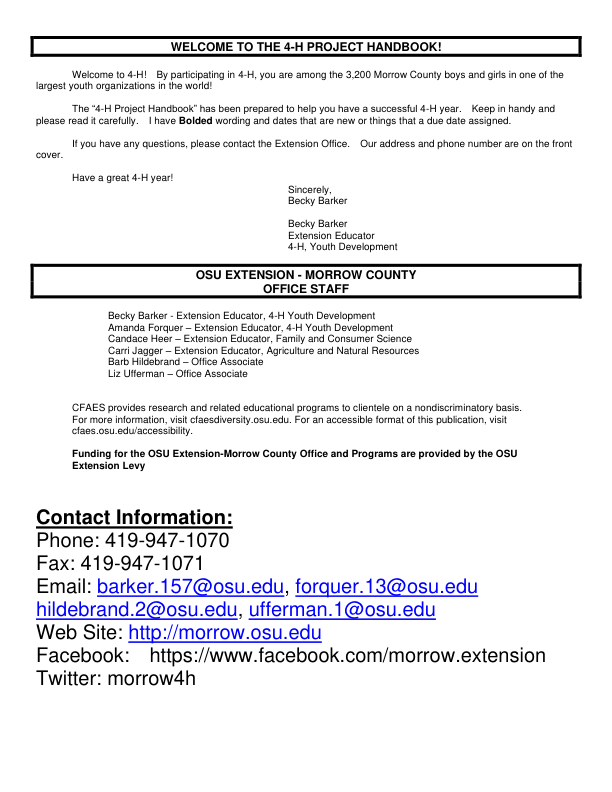 WELCOME TO THE 4-H PROJECT HANDBOOK!
Welcome to 4-H! By participating in 4-H, you are among the 3,200 Morrow County boys and girls in one of the
largest youth organizations in the world!
The “4-H Project Handbook” has been prepared to help you have a successful 4-H year. Keep in handy and
please read it carefully. I have Bolded wording and dates that are new or things that a due date assigned.
If you have any questions, please contact the Extension Office. Our address and phone number are on the front
cover.
Have a great 4-H year!
Sincerely,
Becky Barker
Becky Barker
Extension Educator
4-H, Youth Development
OSU EXTENSION - MORROW COUNTY
OFFICE STAFF
Becky Barker - Extension Educator, 4-H Youth Development
Amanda Forquer – Extension Educator, 4-H Youth Development
Candace Heer – Extension Educator, Family and Consumer Science
Carri Jagger – Extension Educator, Agriculture and Natural Resources
Barb Hildebrand – Office Associate
Liz Ufferman – Office Associate
CFAES provides research and related educational programs to clientele on a nondiscriminatory basis.
For more information, visit cfaesdiversity.osu.edu. For an accessible format of this publication, visit
cfaes.osu.edu/accessibility.
Funding for the OSU Extension-Morrow County Office and Programs are provided by the OSU
Extension Levy
Contact Information:
Phone: 419-947-1070
Fax: 419-947-1071
Email: barker.157@osu.edu, forquer.13@osu.edu
hildebrand.2@osu.edu, ufferman.1@osu.edu
Web Site: http://morrow.osu.edu
Facebook: https://www.facebook.com/morrow.extension
Twitter: morrow4h